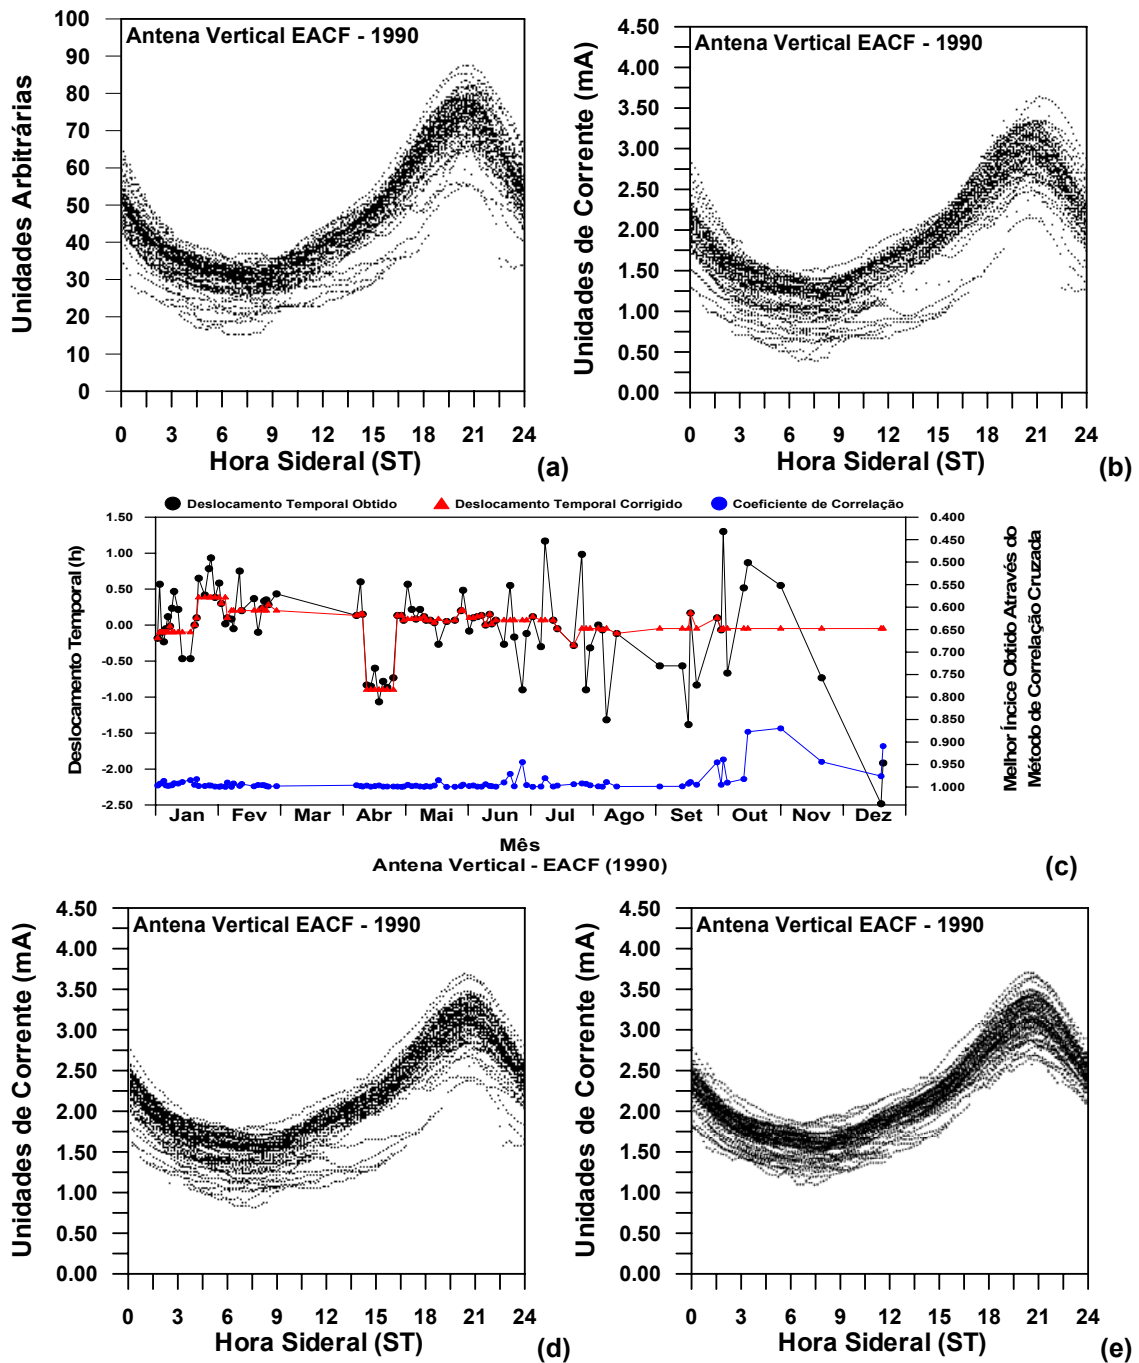 Antena Vertical EACF - 1990
Unidades Arbitrárias
100
90
80
70
60
50
40
30
20
10
0
0 3 6 9 12 15 18 21 24
Hora Sideral (ST)
(a)
Antena Vertical EACF - 1990
Unidades de Corrente (mA)
4.50
4.00
3.50
3.00
2.50
2.00
1.50
1.00
0.50
0.00
0 3 6 9 12 15 18 21 24
Hora Sideral (ST)
(b)
Deslocamento Temporal Obtido Deslocamento Temporal Corrigido Coeficiente de Correlação
Deslocamento Temporal (h)
1.50
1.00
0.50
0.00
-0.50
-1.00
-1.50
-2.00
-2.50
0.400
0.450
0.500
0.550
0.600
0.650
0.700
0.750
0.800
0.850
0.900
0.950
1.000
Melhor Íncice Obtido Através do
Método de Correlação Cruzada
Jan Fev Mar Abr Mai Jun Jul Ago Set Out Nov Dez
Mês
Antena Vertical - EACF (1990)
(c)
Antena Vertical EACF - 1990
Unidades de Corrente (mA)
4.50
4.00
3.50
3.00
2.50
2.00
1.50
1.00
0.50
0.00
0 3 6 9 12 15 18 21 24
Hora Sideral (ST)
(d)
Antena Vertical EACF - 1990
Unidades de Corrente (mA)
4.50
4.00
3.50
3.00
2.50
2.00
1.50
1.00
0.50
0.00
0 3 6 9 12 15 18 21 24
Hora Sideral (ST)
(e)